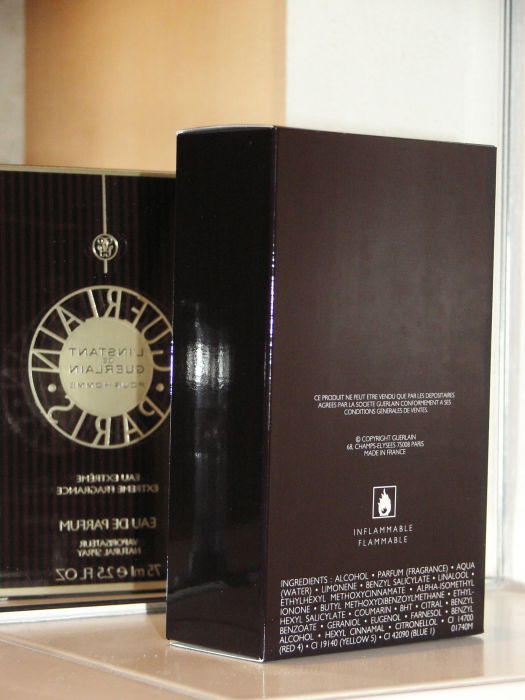 GUERLAIN
PARIS
L'INSTANT
DE
GUERLAIN
POUR HOMME
EAU EXTRÊME
EXTREME FRAGRANCE
EAU DE PARFUM
VAPORISATEUR
NATURAL SPRAY
75ml e 2.5 FL.OZ
CE PRODUIT NE PEUT ÊTRE VENDU QUE PAR LES DEPOSITAIRES
AGREES PAR LA SOCIETE GUERLAIN CONFORMEMENT A SES
CONDITIONS GENERALES DE VENTES.
© COPYRIGHT GUERLAIN
68, CHAMPS-ELYSEES 75008 PARIS
MADE IN FRANCE
INFLAMMABLE
FLAMMABLE
INGREDIENTS : ALCOHOL • PARFUM (FRAGRANCE) • AQUA
(WATER) • LIMONENE • BENZYL SALICYLATE • LINALOOL •
ETHYLHEXYL METHOXYCINNAMATE • ALPHA-ISOMETHYL
IONONE • BUTYL METHOXYDIBENZOYLMETHANE • ETHYL-
HEXYL SALICYLATE • COUMARIN • BHT • CITRAL • BENZYL
BENZOATE • GERANIOL • EUGENOL • FARNESOL • BENZYL
ALCOHOL • HEXYL CINNAMAL • CITRONELLOL • CI 14700
(RED 4) • CI 19140 (YELLOW 5) • CI 42090 (BLUE 1) 01740M